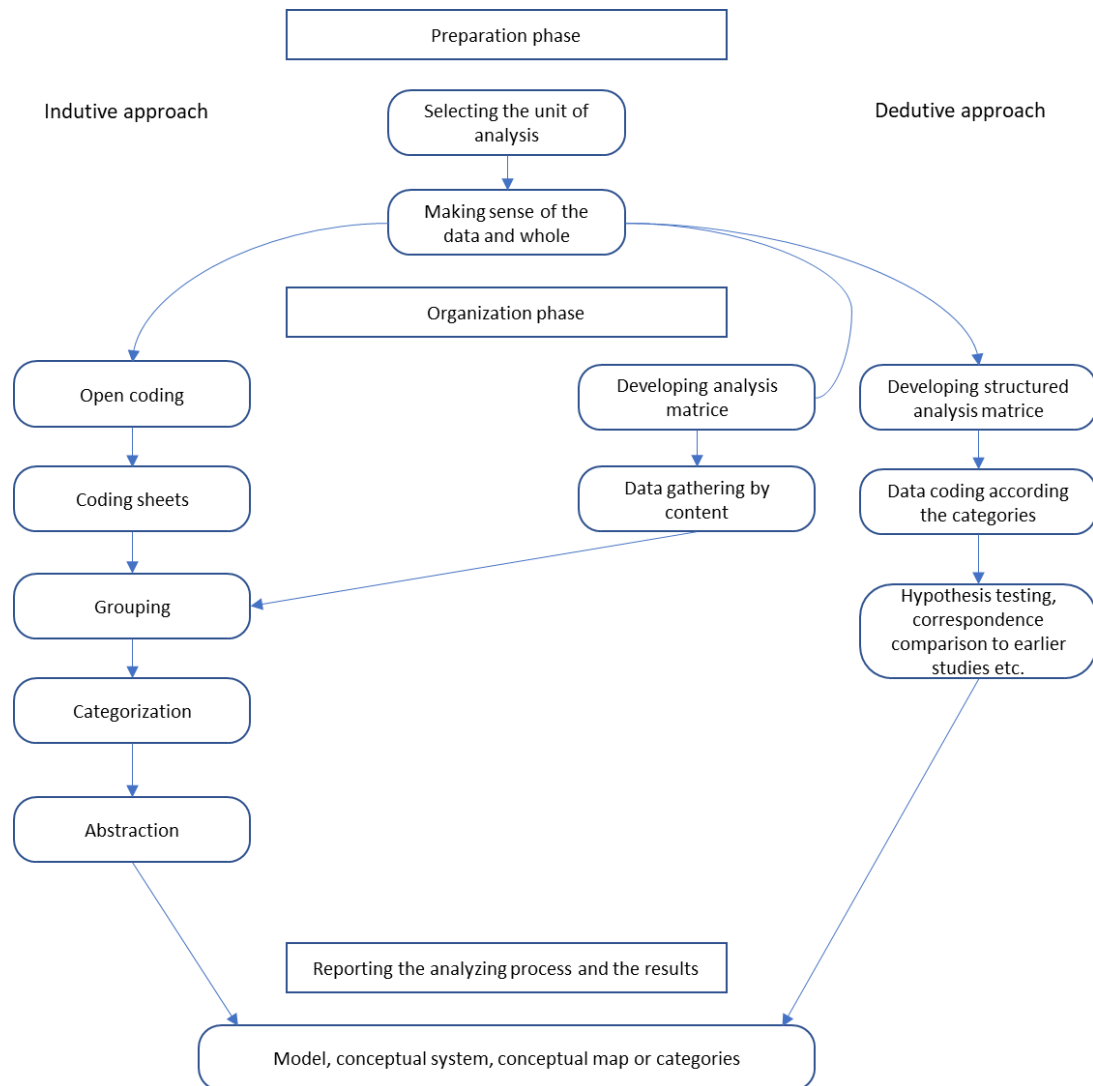 Preparation phase
Indutive approach
Selecting the unit of
analysis
Dedutive approach
Making sense of the
data and whole
Organization phase
Open coding
Developing analysis
matrice
Developing structured
analysis matrice
Coding sheets
Data gathering by
content
Data coding according
the categories
Grouping
Hypothesis testing,
correspondence
comparison to earlier
studies etc.
Categorization
Abstraction
Reporting the analyzing process and the results
Model, conceptual system, conceptual map or categories